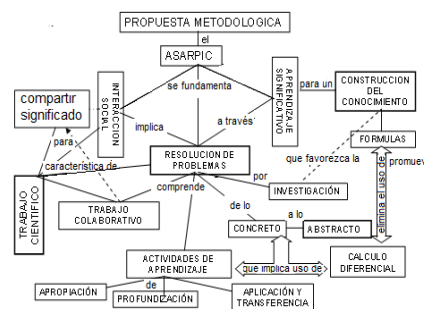 PROPUESTA METODOLOGICA
el
ASARPIC
INTERACCION
SOCIAL
se fundamenta
APRENDIZAJE
SIGNIFICATIVO
para un
CONSTRUCCION
DEL
CONOCIMIENTO
compartir
significado
implica
a través
FORMULAS
para
RESOLUCION DE
PROBLEMAS
que favorezca la
promuev
característica de
por
INVESTIGACIÓN
elimina el uso de
TRABAJO
CIENTIFICO
comprende
TRABAJO
COLABORATIVO
de lo
CONCRETO
a lo
ABSTRACTO
ACTIVIDADES DE
APRENDIZAJE
que implica uso de
CALCULO
DIFERENCIAL
de
APROPIACIÓN
PROFUNDIZACIÓN
APLICACIÓN Y
TRANSFERENCIA